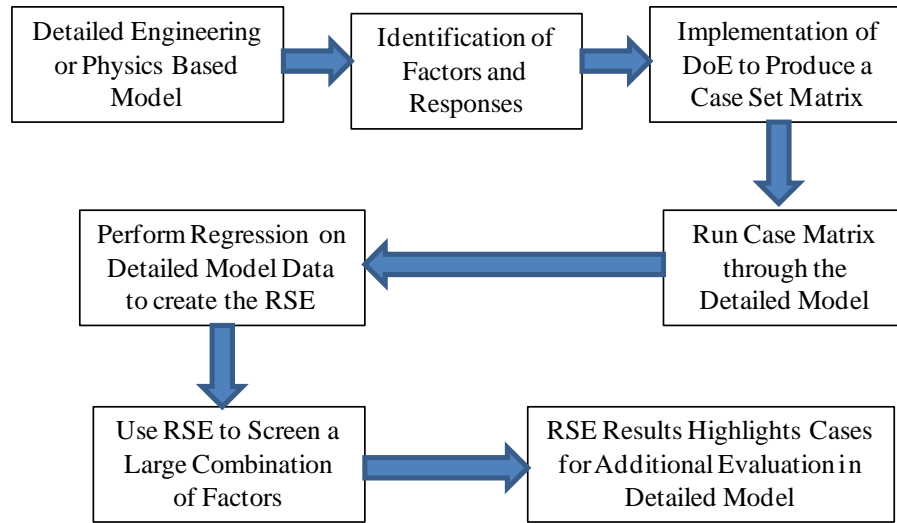 Detailed Engineering
or Physics Based
Model
Identification of
Factors and
Responses
Implementation of
DoE to Produce a
Case Set Matrix
Perform Regression on
Detailed Model Data
to create the RSE
Run Case Matrix
through the
Detailed Model
Use RSE to Screen a
Large Combination
of Factors
RSE Results Highlights Cases
for Additional Evaluation in
Detailed Model